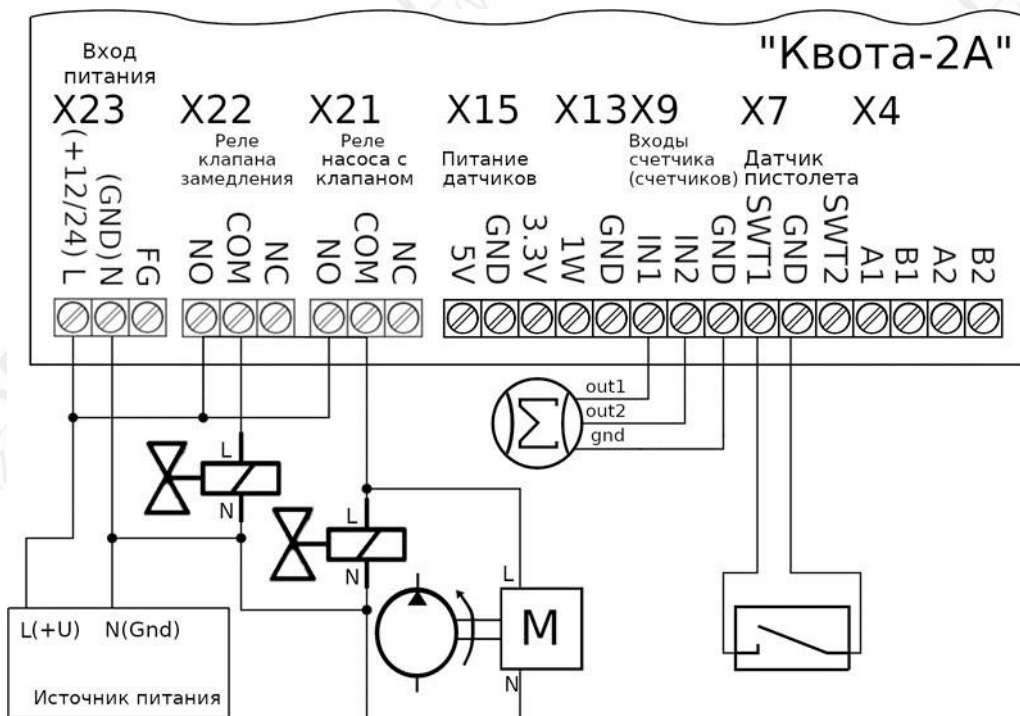 "Квота-2А"
Вход
питания
X23
X22
X21
X15
X13
X9
X7
X4
Реле
клапана
замедления
Реле
насоса с
клапаном
Питание
датчиков
Входы
счетчика
(счетчиков)
Датчик
пистолета
(+12/24) L
(GND) N
FG
NO
COM
NC
NO
COM
NC
5V
GND
3.3V
1W
GND
IN1
IN2
GND
SWT1
GND
SWT2
A1
B1
A2
B2
out1
out2
gnd
L
N
L
N
L
M
N
L(+U) N(Gnd)
Источник питания